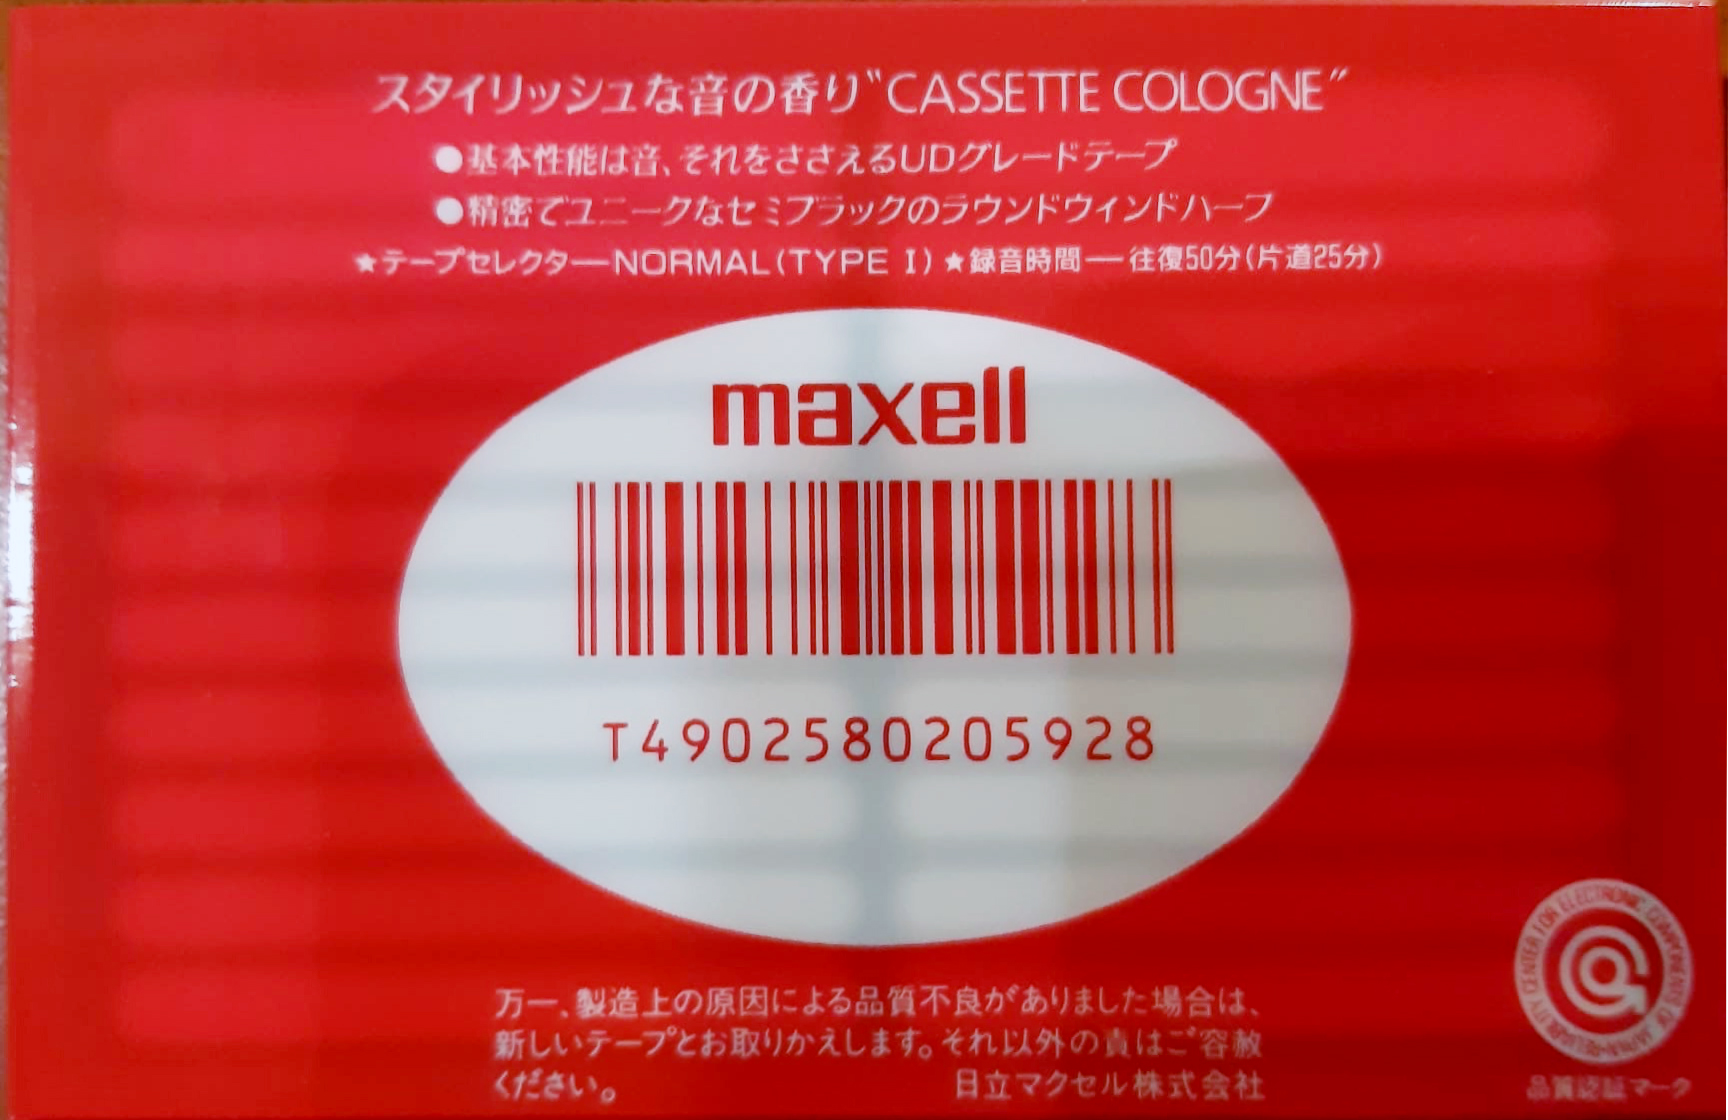 スタイリッシュな音の香り“CASSETTE COLOGNE”
●基本性能は音、それをささえるUDグレードテープ
●精密でユニークなセミブラックのラウンドウインドハーフ
★テープセレクター—NORMAL(TYPE I)★録音時間—往復50分(片道25分)
maxell
T4902580205928
万一、製造上の原因による品質不良がありました場合は、
新しいテープとお取りかえします。それ以外の責はご容赦
ください。 日立マクセル株式会社
RELIABILITY CENTER FOR ELECTRONIC COMPONENTS OF JAPAN
品質認証マーク